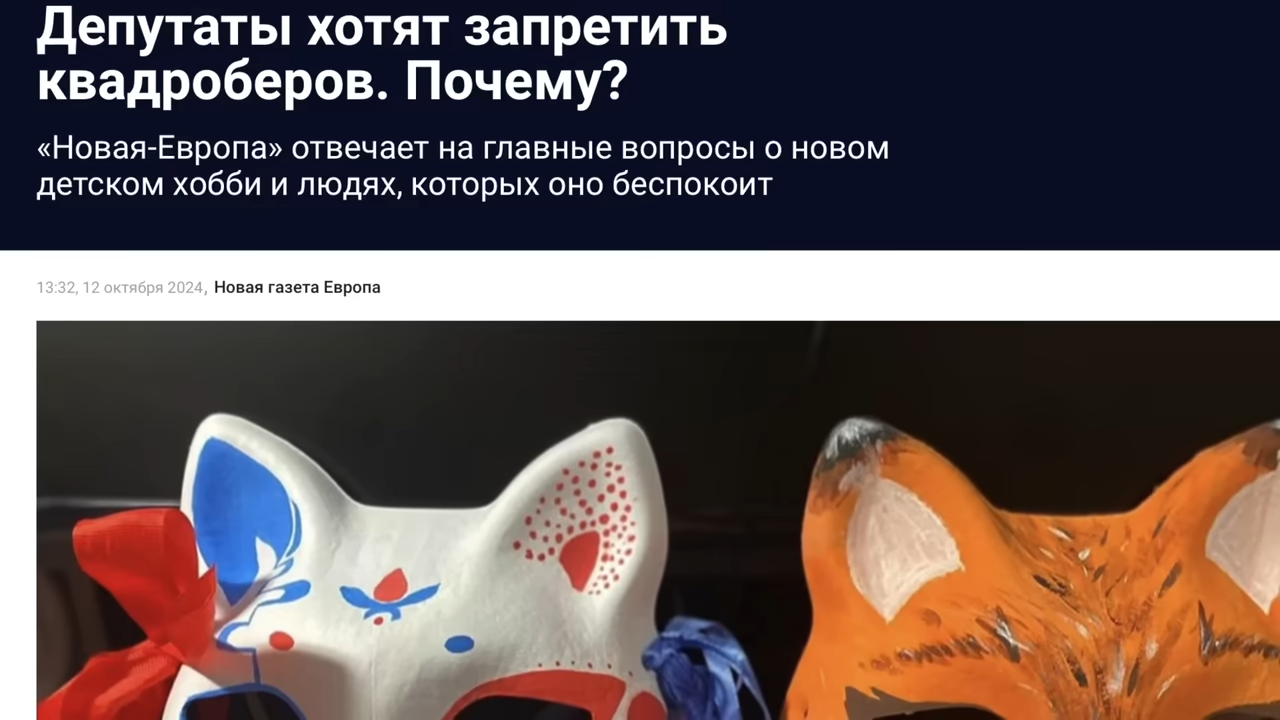 Депутаты хотят запретить
квадроберов. Почему?
«Новая-Европа» отвечает на главные вопросы о новом
детском хобби и людях, которых оно беспокоит
13:32, 12 октября 2024, Новая газета Европа